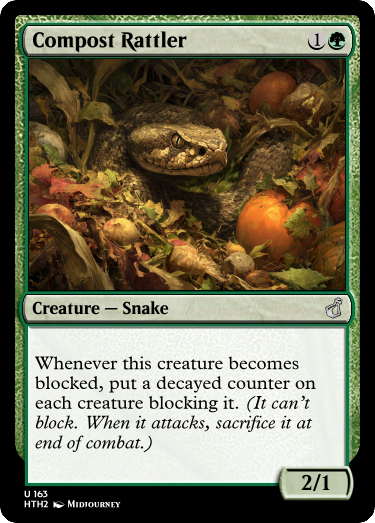 Compost Rattler 1
Creature — Snake
Whenever this creature becomes
blocked, put a decayed counter on
each creature blocking it. (It can't
block. When it attacks, sacrifice it at
end of combat.)
2/1
U 163
HTH2 Midjourney